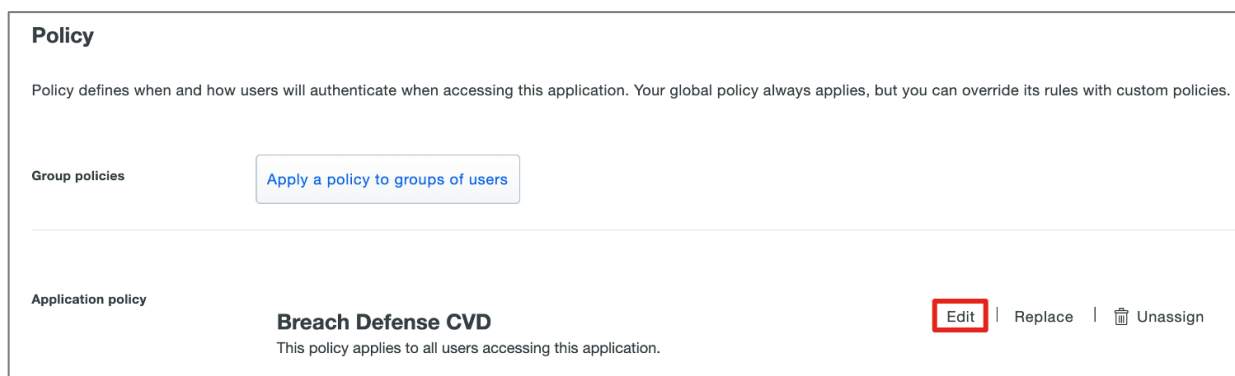 Policy
Policy defines when and how users will authenticate when accessing this application. Your global policy always applies, but you can override its rules with custom policies.
Group policies
Apply a policy to groups of users
Application policy
Breach Defense CVD
Edit | Replace | Unassign
This policy applies to all users accessing this application.